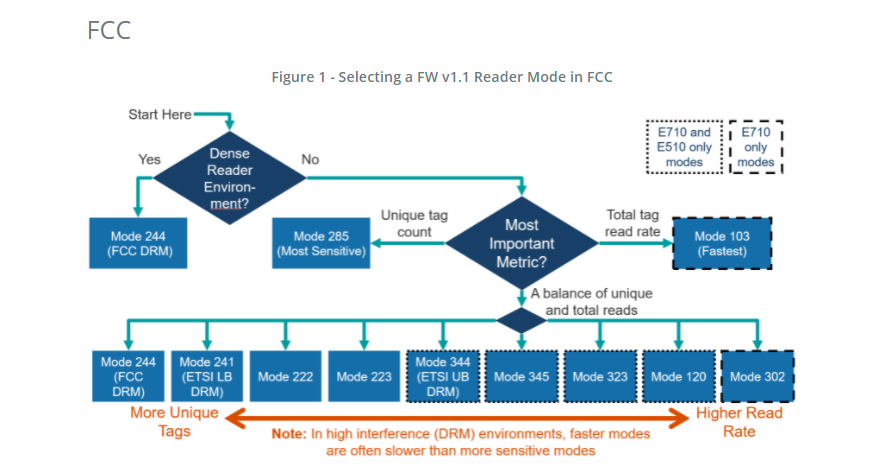 FCC
Figure 1 - Selecting a FW v1.1 Reader Mode in FCC
Start Here
Yes
Dense
Reader
Environ-
ment?
No
E710 and
E510 only
modes
E710
only
modes
Mode 244
(FCC DRM)
Mode 285
(Most Sensitive)
Unique tag
count
Most
Important
Metric?
Total tag
read rate
Mode 103
(Fastest)
A balance of unique
and total reads
Mode 244
(FCC
DRM)
Mode 241
(ETSI LB
DRM)
Mode 222
Mode 223
Mode 344
(ETSI UB
DRM)
Mode 345
Mode 323
Mode 120
Mode 302
More Unique
Tags
Note: In high interference (DRM) environments, faster modes
are often slower than more sensitive modes
Higher Read
Rate